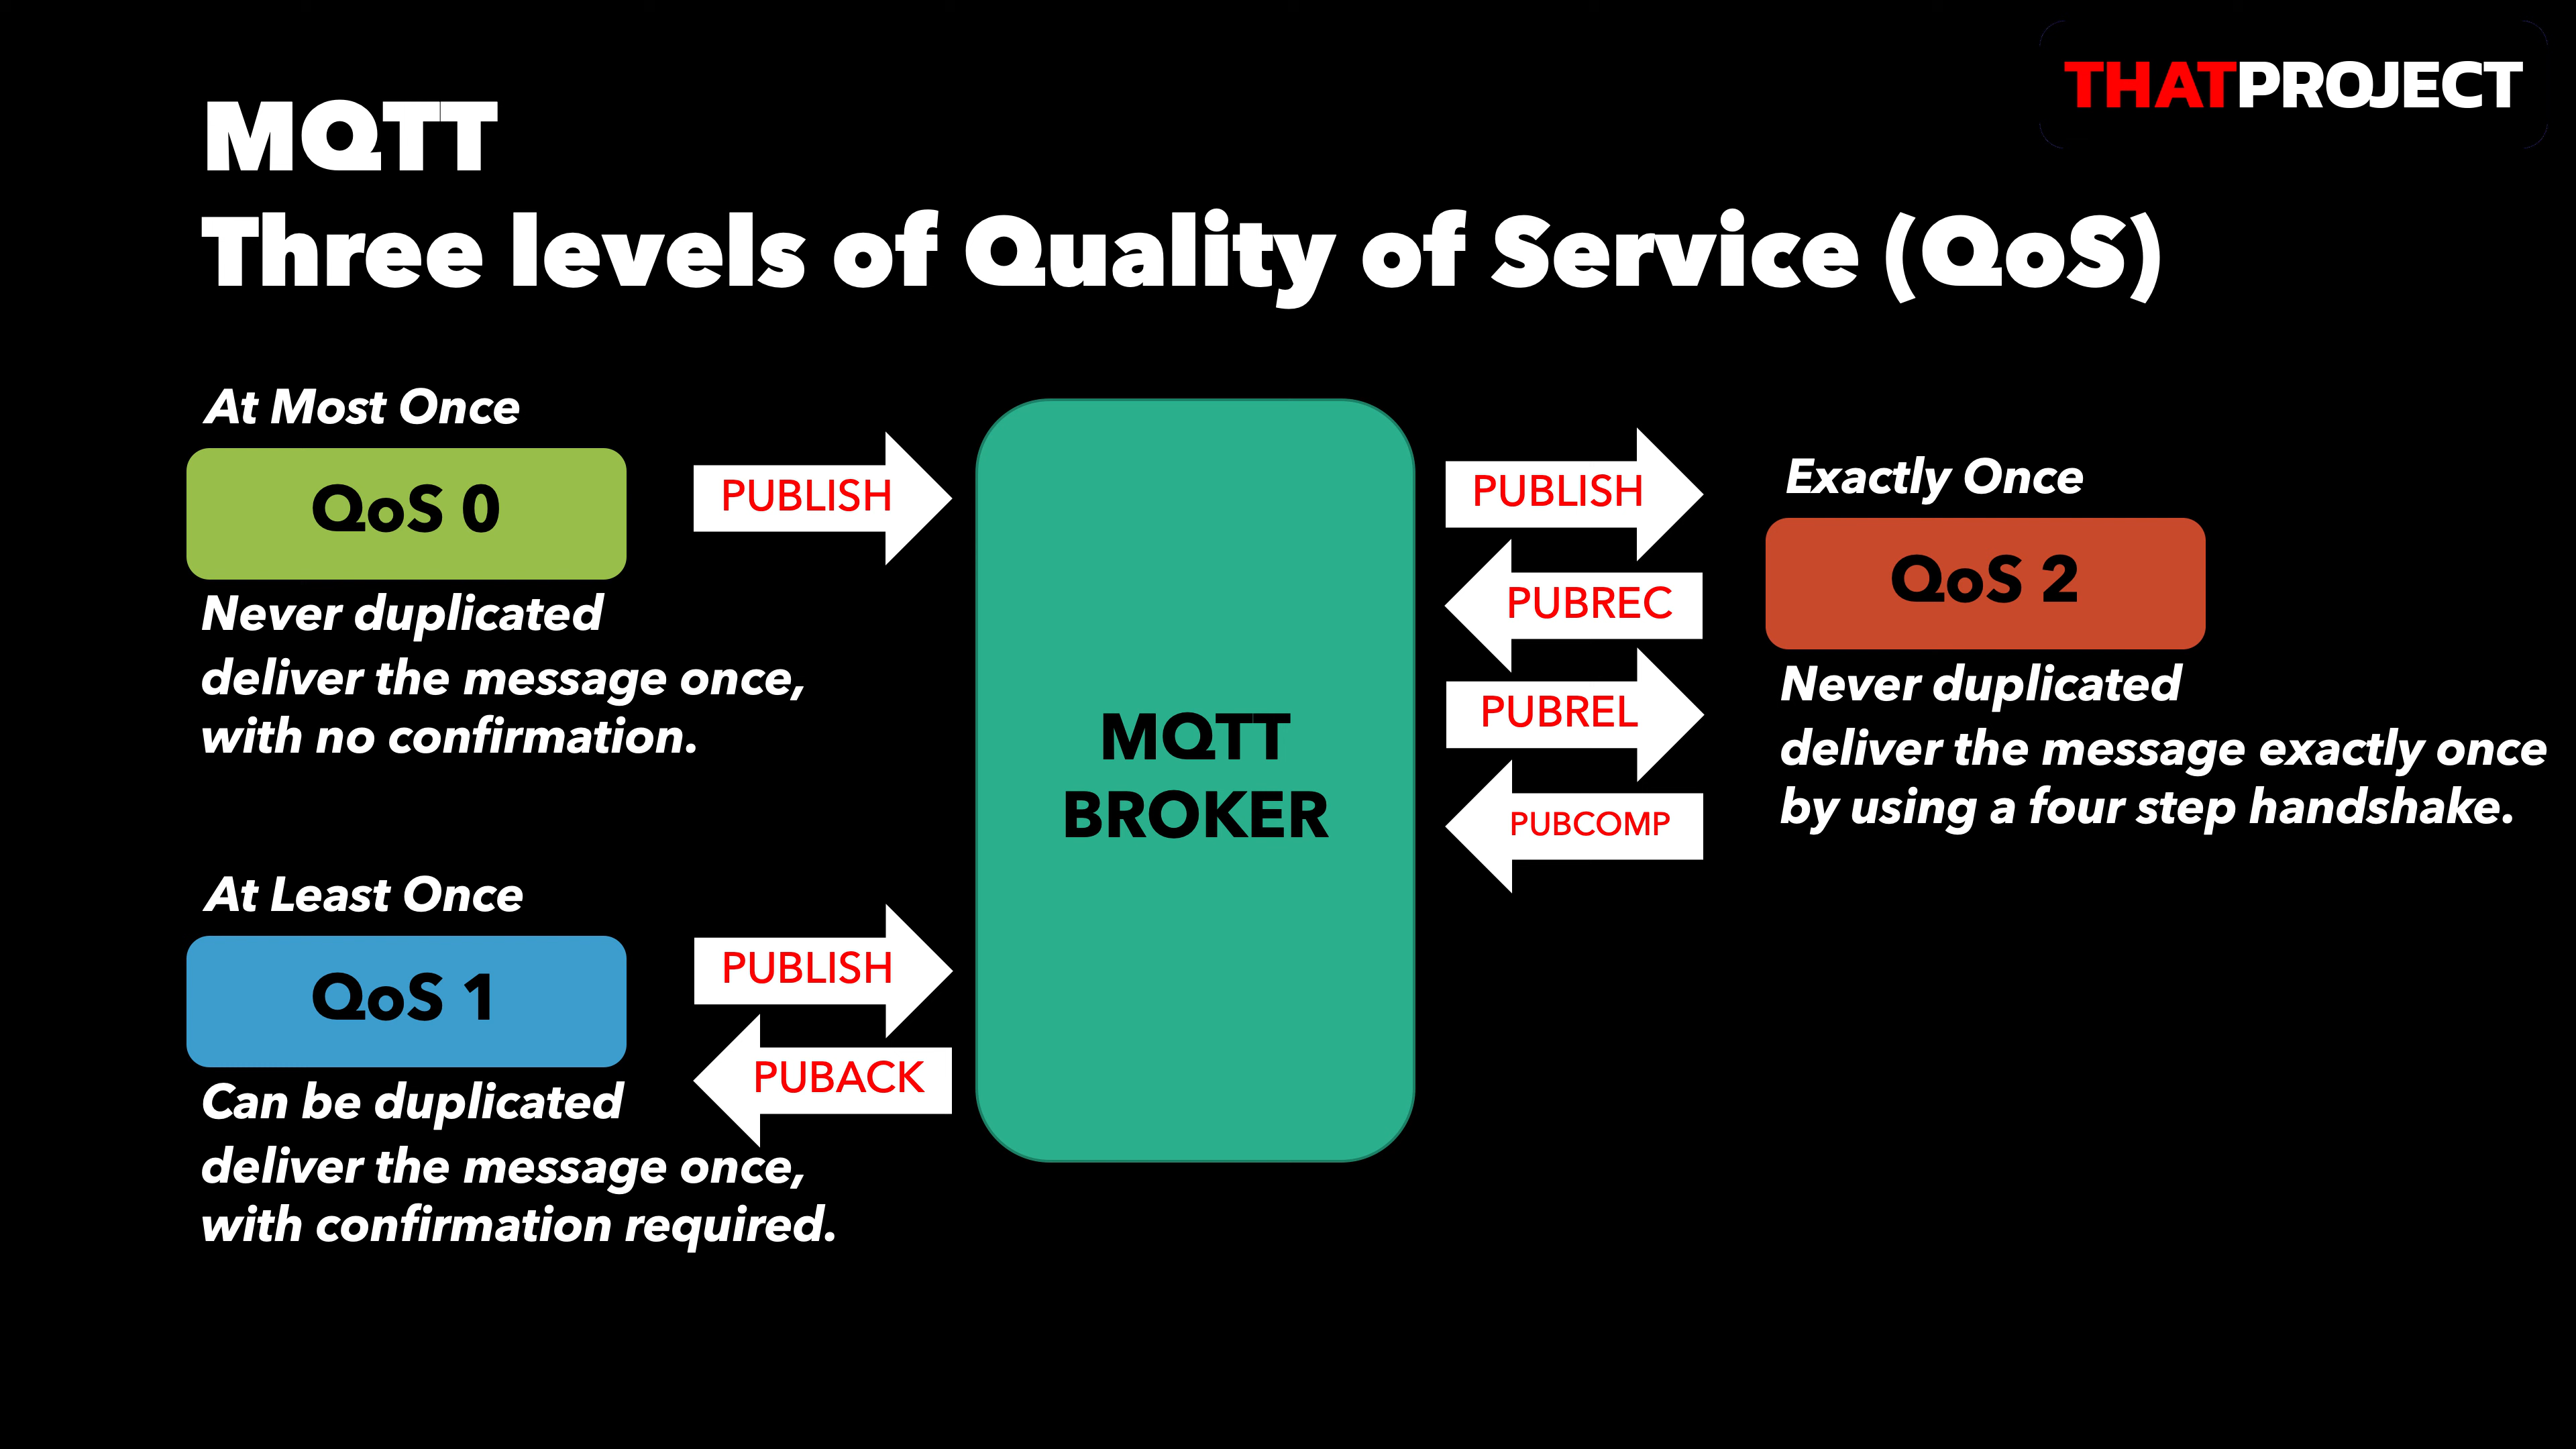 THATPROJECT
MQTT
Three levels of Quality of Service (QoS)
At Most Once
QoS 0
Never duplicated
deliver the message once,
with no confirmation.
PUBLISH
At Least Once
QoS 1
Can be duplicated
deliver the message once,
with confirmation required.
PUBLISH
PUBACK
MQTT
BROKER
PUBLISH
PUBREC
PUBREL
PUBCOMP
Exactly Once
QoS 2
Never duplicated
deliver the message exactly once
by using a four step handshake.